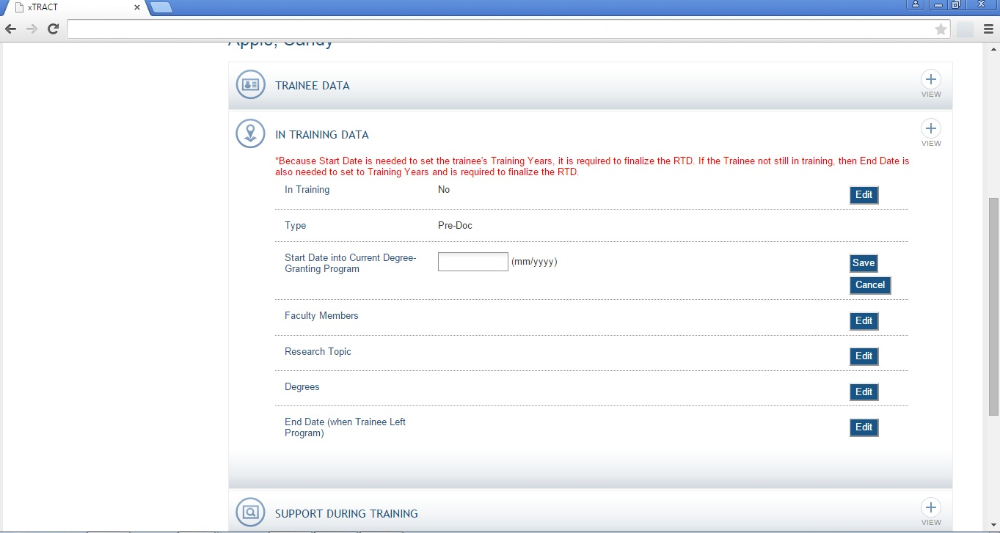 xTRACT
Apple, Candy
TRAINEE DATA
VIEW
IN TRAINING DATA
VIEW
*Because Start Date is needed to set the trainee's Training Years, it is required to finalize the RTD. If the Trainee not still in training, then End Date is
also needed to set to Training Years and is required to finalize the RTD.
In Training No Edit
Type Pre-Doc
Start Date into Current Degree-
Granting Program
(mm/yyyy)
Save
Cancel
Faculty Members Edit
Research Topic Edit
Degrees Edit
End Date (when Trainee Left
Program)
Edit
SUPPORT DURING TRAINING
VIEW